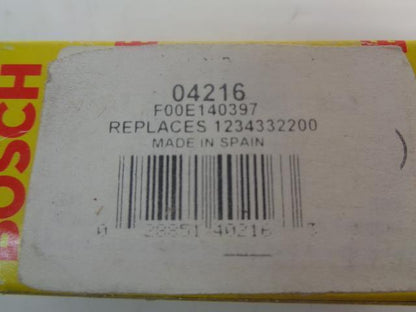 BOSCH
04216
F00E140397
REPLACES 1234332200
MADE IN SPAIN
0 28851 40216 3